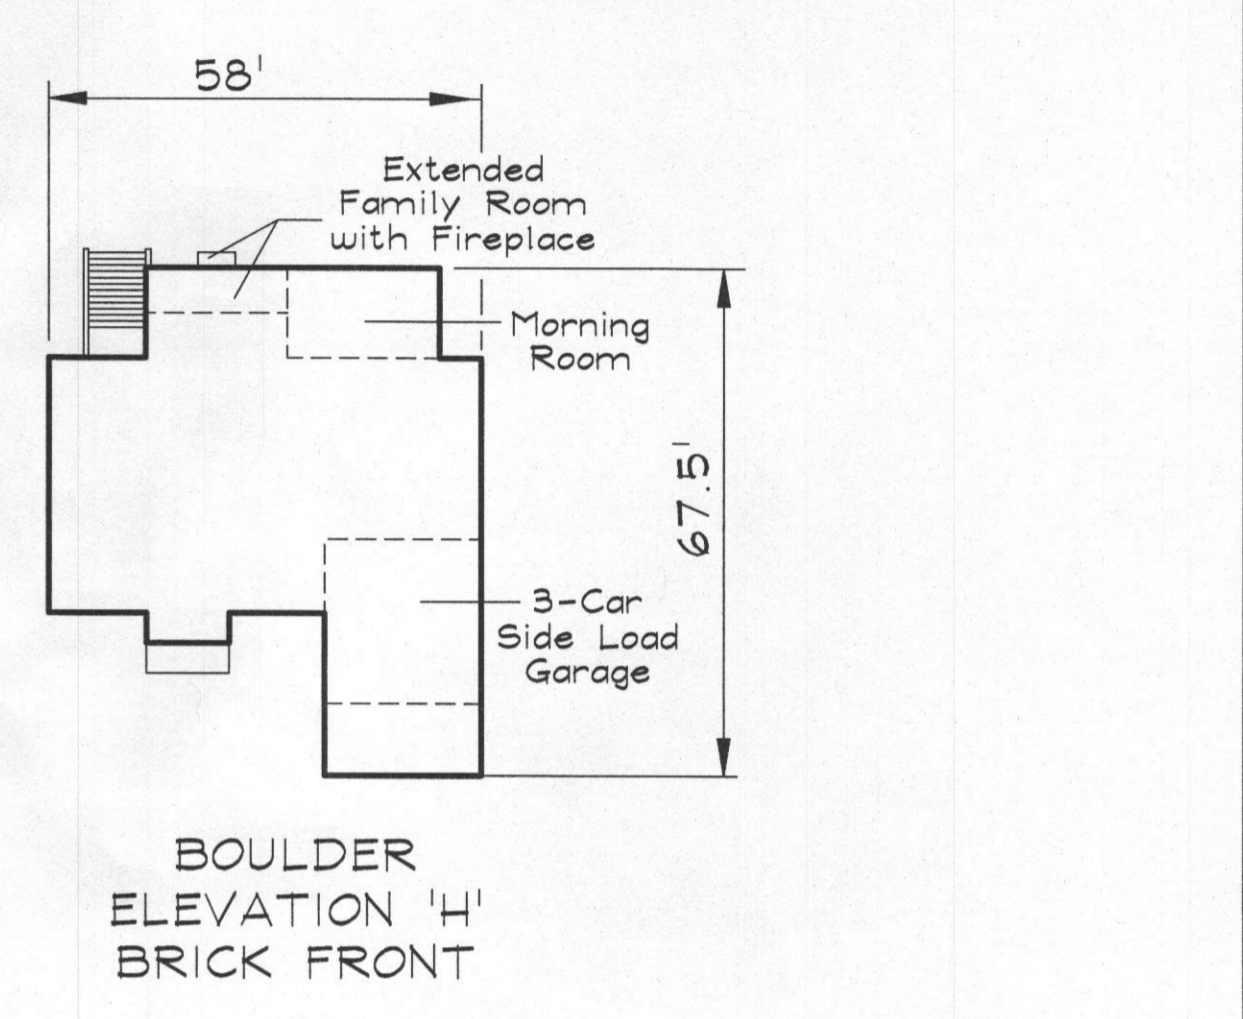 58'
Extended
Family Room
with Fireplace
Morning
Room
67.5'
3-Car
Side Load
Garage
BOULDER
ELEVATION 'H'
BRICK FRONT